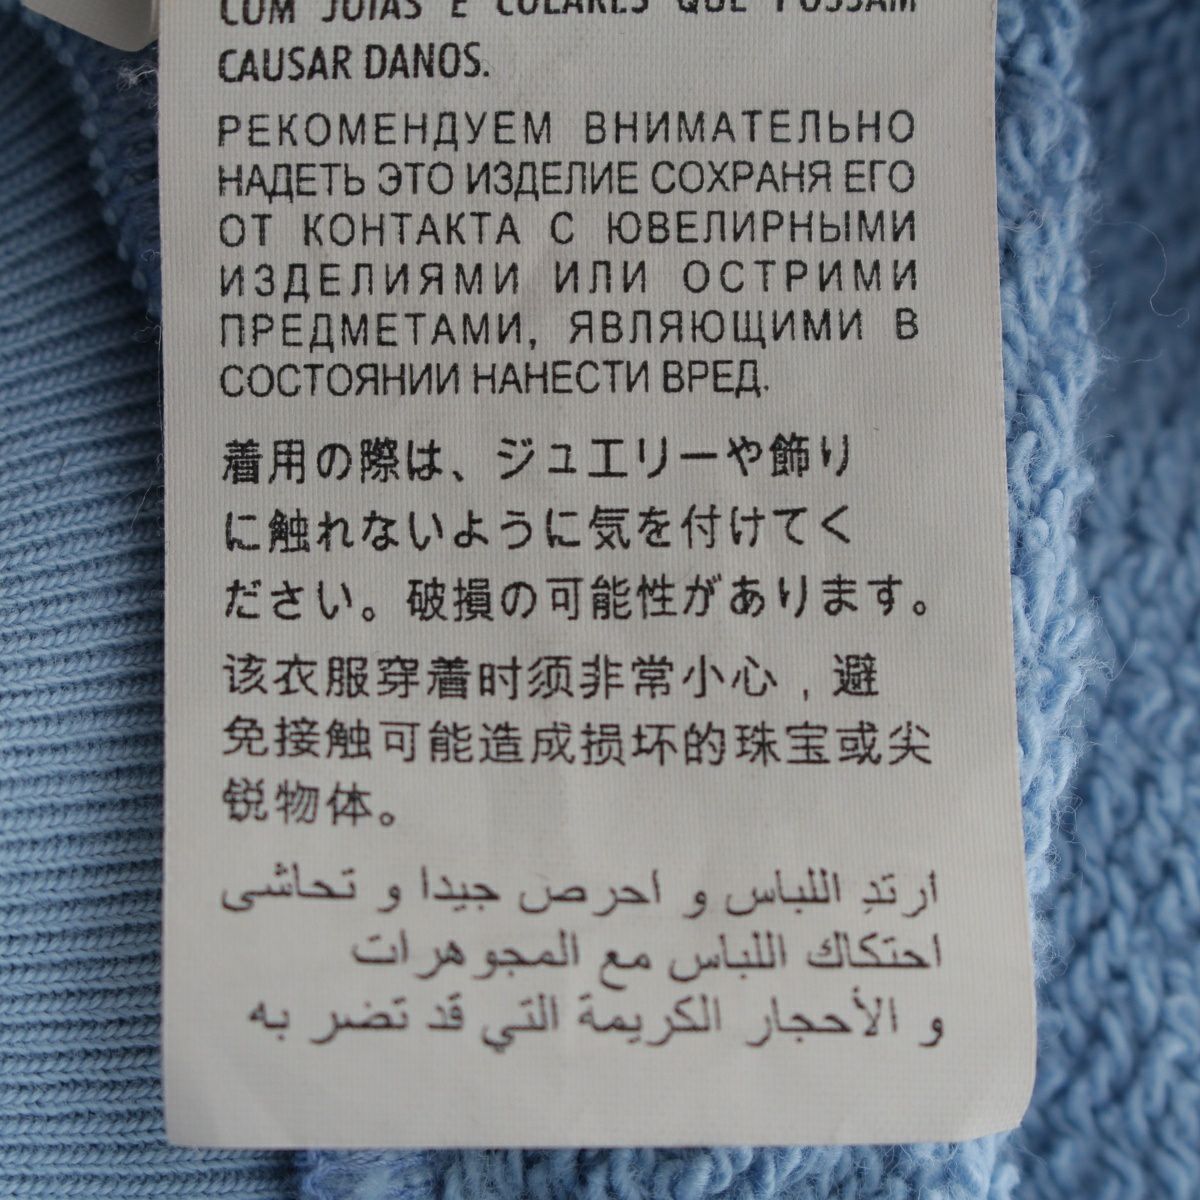 COM JOIAS E COLARES QUE POSSAM
CAUSAR DANOS.
РЕКОМЕНДУЕМ ВНИМАТЕЛЬНО
НАДЕТЬ ЭТО ИЗДЕЛИЕ СОХРАНЯ ЕГО
ОТ КОНТАКТА С ЮВЕЛИРНЫМИ
ИЗДЕЛИЯМИ ИЛИ ОСТРИМИ
ПРЕДМЕТАМИ, ЯВЛЯЮЩИМИ В
СОСТОЯНИИ НАНЕСТИ ВРЕД.
着用の際は、ジュエリーや飾り
に触れないように気を付けてく
ださい。破損の可能性があります。
该衣服穿着时须非常小心，避
免接触可能造成损坏的珠宝或尖
锐物体。
ارتدِ اللباس و احرص جيدا و تحاشى
احتكاك اللباس مع المجوهرات
و الأحجار الكريمة التي قد تضر به